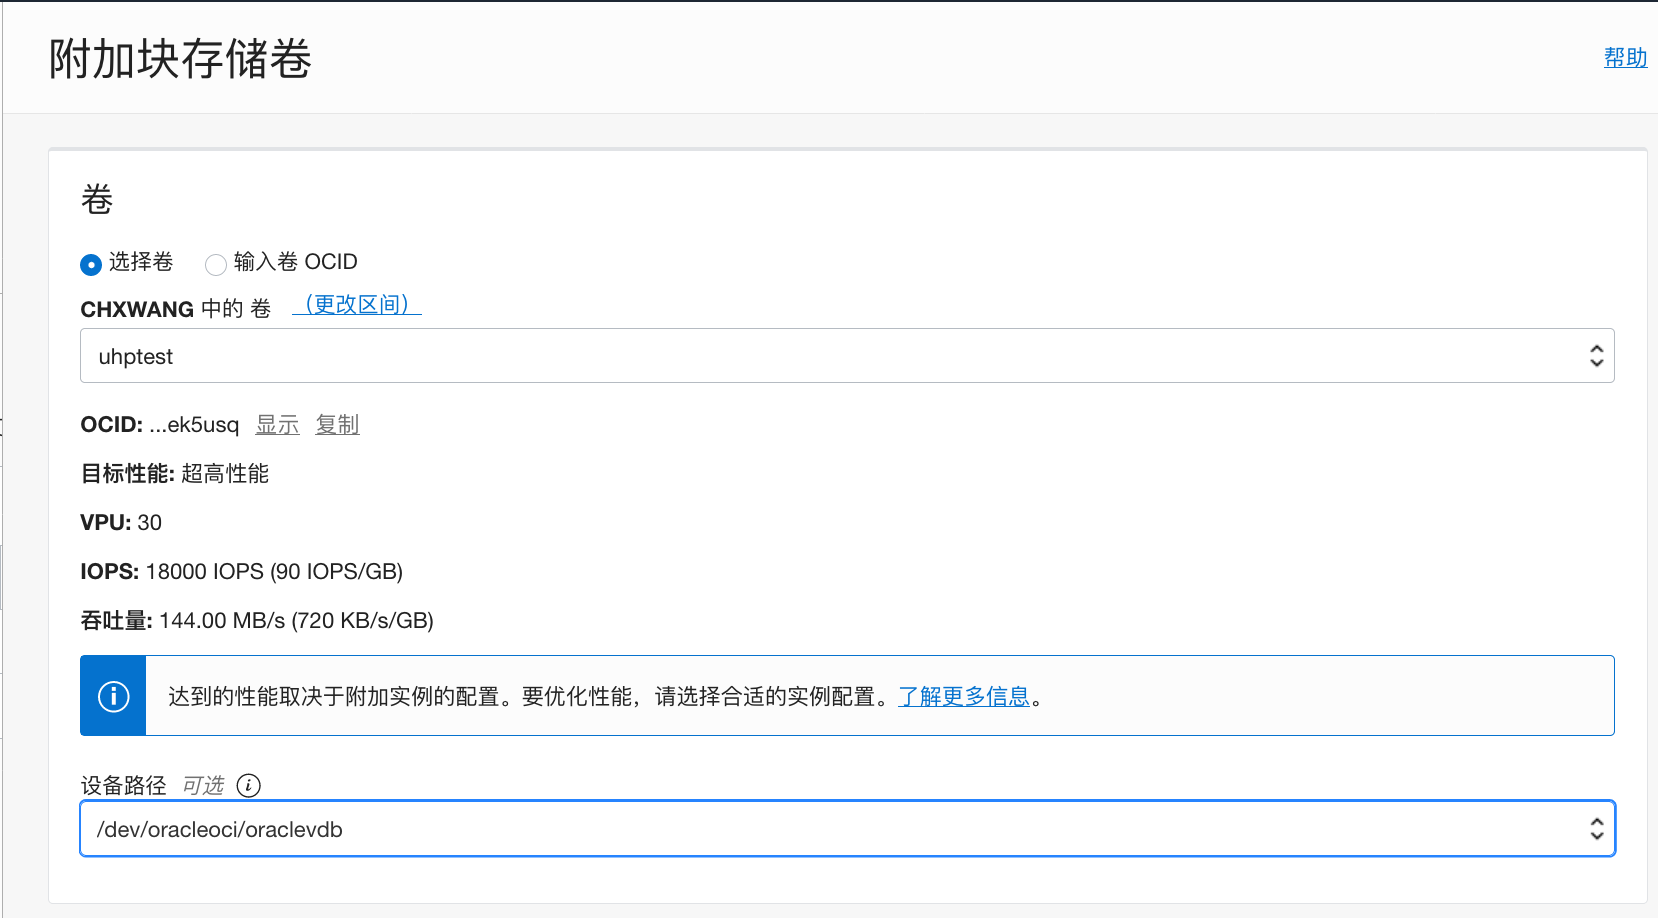 附加块存储卷
帮助
卷
选择卷 输入卷 OCID
CHXWANG 中的 卷 （更改区间）
uhptest
OCID: ...ek5usq 显示 复制
目标性能: 超高性能
VPU: 30
IOPS: 18000 IOPS (90 IOPS/GB)
吞吐量: 144.00 MB/s (720 KB/s/GB)
达到的性能取决于附加实例的配置。要优化性能，请选择合适的实例配置。了解更多信息。
设备路径 可选
/dev/oracleoci/oraclevdb